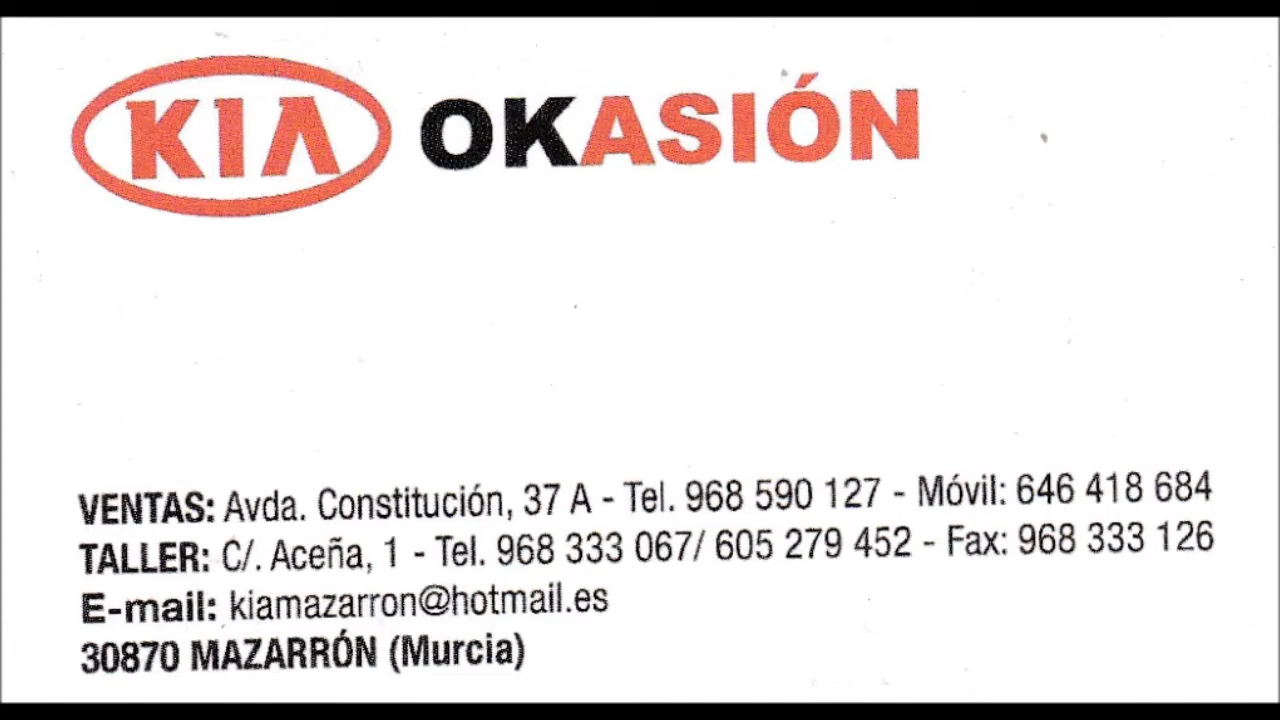 KIA OKASIÓN
VENTAS: Avda. Constitución, 37 A - Tel. 968 590 127 - Móvil: 646 418 684
TALLER: C/. Aceña, 1 - Tel. 968 333 067/ 605 279 452 - Fax: 968 333 126
E-mail: kiamazarron@hotmail.es
30870 MAZARRÓN (Murcia)